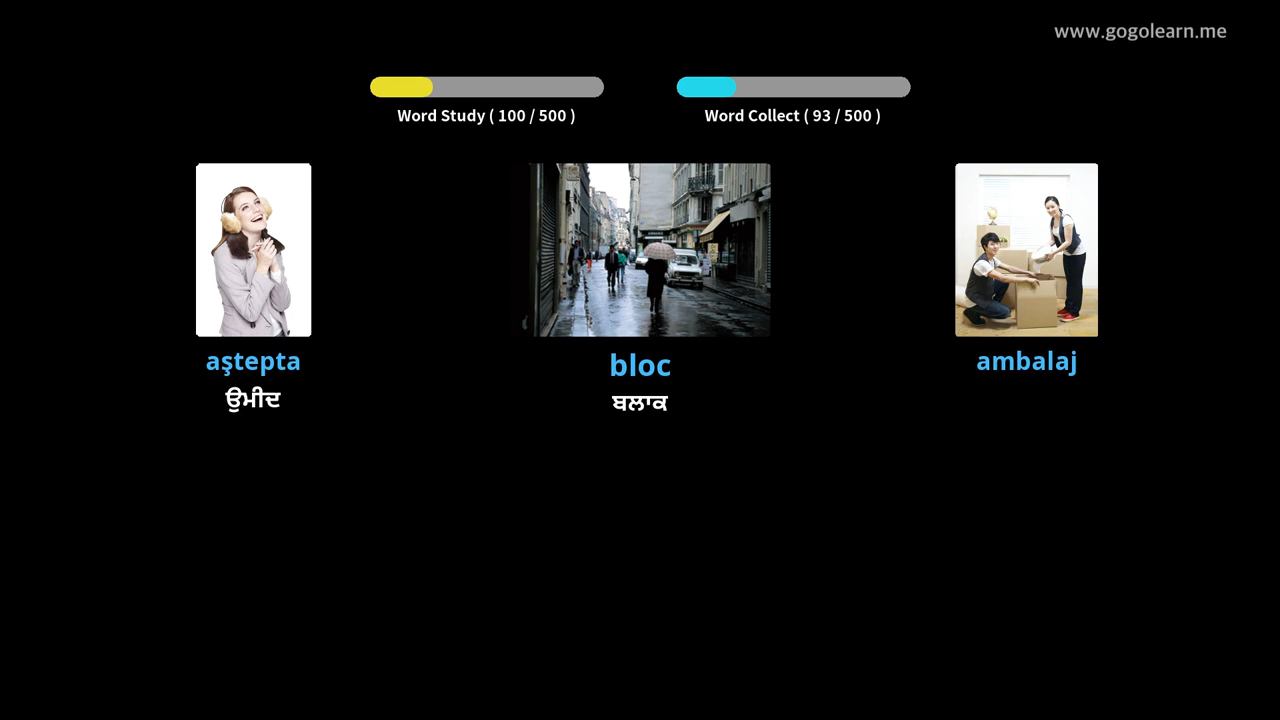 www.gogolearn.me
Word Study ( 100 / 500 )
Word Collect ( 93 / 500 )
aştepta
ਉਮੀਦ
bloc
ਬਲਾਕ
ambalaj